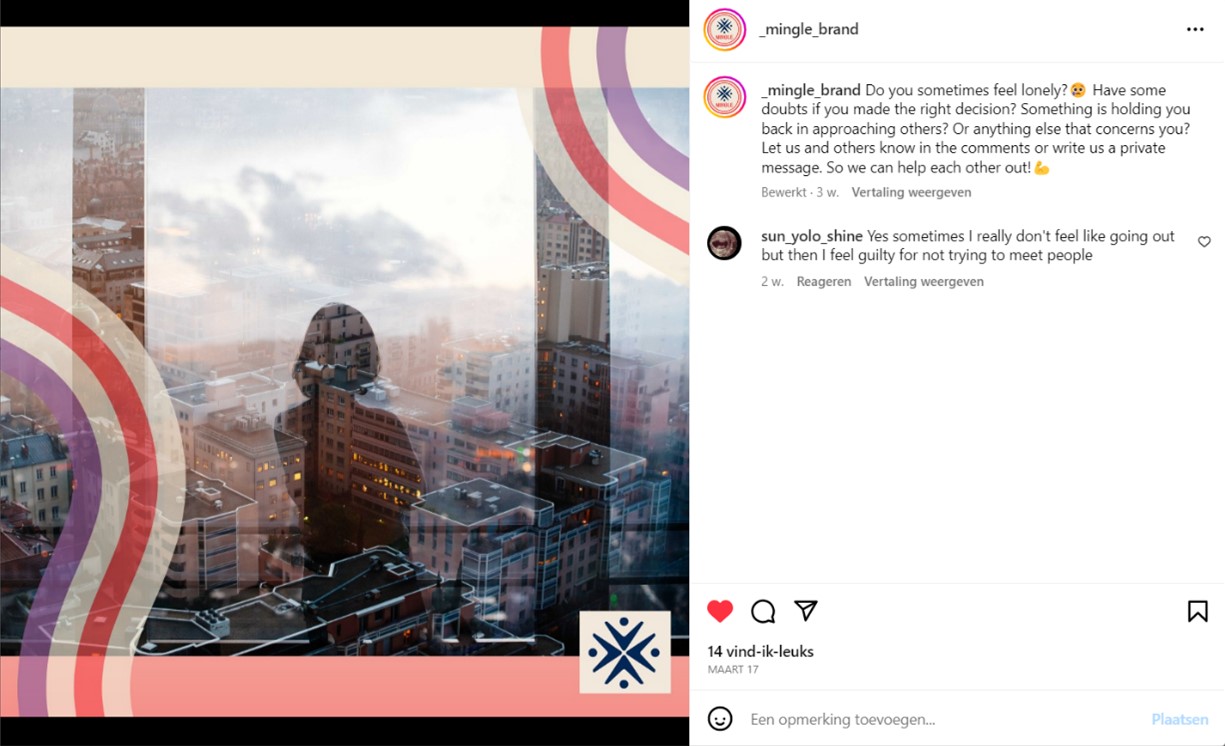 _mingle_brand
_mingle_brand Do you sometimes feel lonely?🥺 Have some
doubts if you made the right decision? Something is holding you
back in approaching others? Or anything else that concerns you?
Let us and others know in the comments or write us a private
message. So we can help each other out!💪
Bewerkt · 3 w. Vertaling weergeven
sun_yolo_shine Yes sometimes I really don't feel like going out
but then I feel guilty for not trying to meet people
2 w. Reageren Vertaling weergeven
14 vind-ik-leuks
MAART 17
Een opmerking toevoegen...
Plaatsen
MINGLE
MINGLE